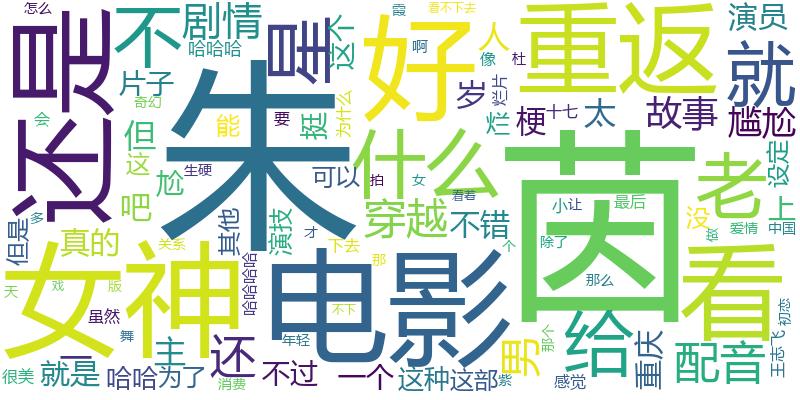 怎么
还是
不
剧情
哈哈哈
星
这个
好
啊
霞
看不下去
像
杜
人
重返
演员
就
片子
奇幻
会
但
这
尬
吧
生硬
朱
能
要
挺
为什么
可以
拍
女
什么
岁
烂
烂片
梗
十七
太
故事
尴尬
老
设定
上
没
穿越
不错
看着
小
让
最后
茵
看
爱情
中国
做
但是
多
真的
关系
其他
演技
才
下去
那
个
除了
那么
女神
电影
哈哈哈哈
天
戏
版
虽然
一
舞
主
还
不下
年轻
给
男
那个
重庆
配音
初恋
王志飞
很美
就是
哈哈
为了
消费
不过
一个
这种
这部
紫
感觉